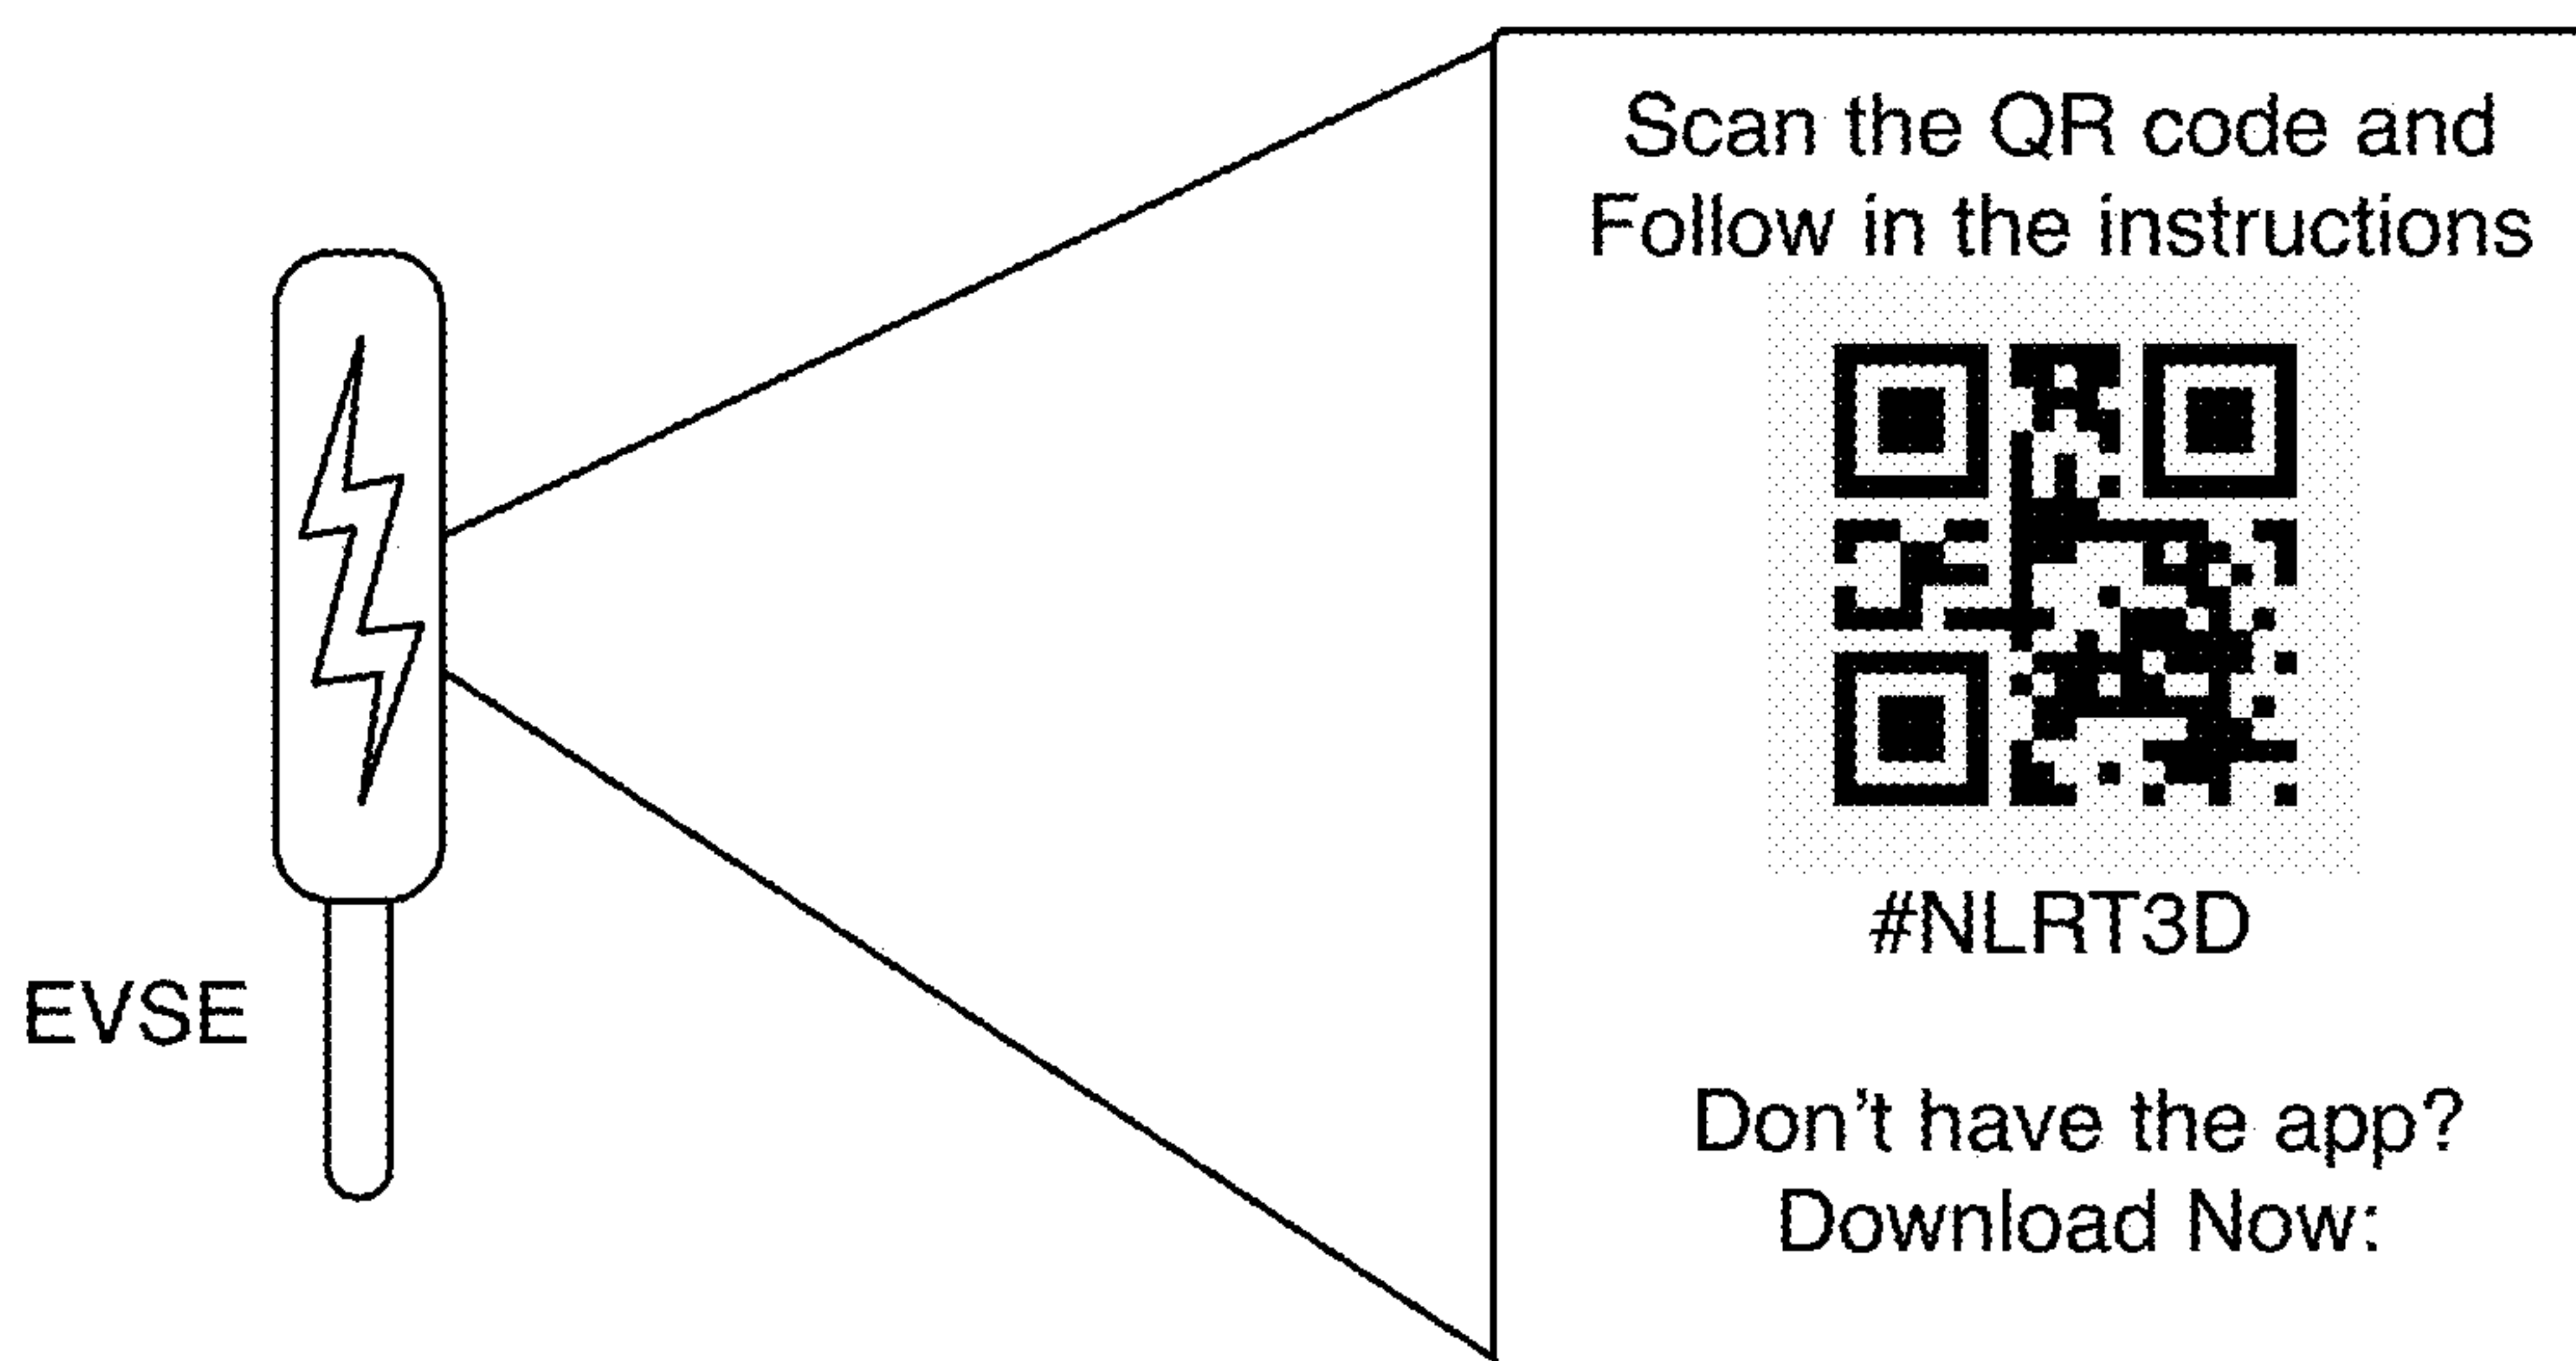 Scan the QR code and
Follow in the instructions
#NLRT3D
EVSE
Don't have the app?
Download Now: